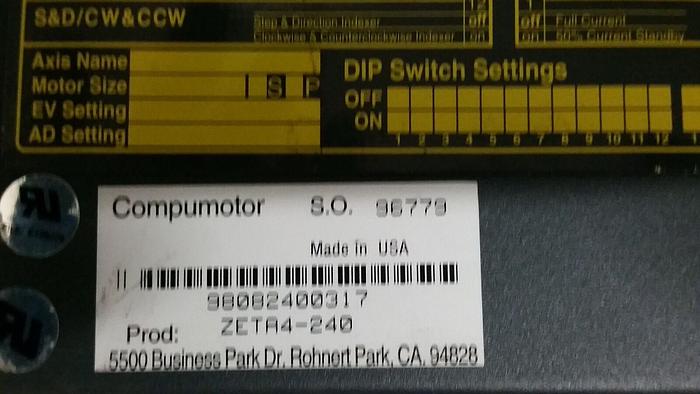 12 1
S&D/CW&CCW Step & Direction Indexer off off Full Current
Clockwise & Counterclockwise Indexer on on 50% Current Standby
Axis Name
Motor Size I S P
EV Setting
AD Setting
DIP Switch Settings
OFF
ON
1 2 3 4 5 6 7 8 9 10 11 12 1
Compumotor S.O. 96779
Made in USA
98082400317
Prod: ZETA4-240
5500 Business Park Dr. Rohnert Park, CA. 94828